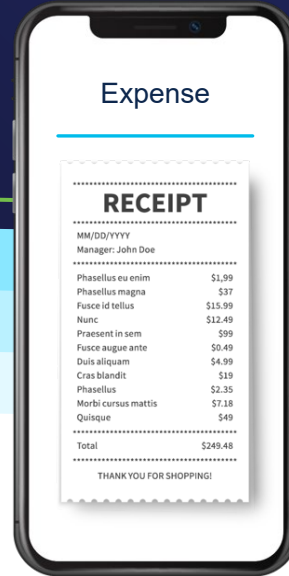 Expense
RECEIPT
MM/DD/YYYY
Manager: John Doe
Phasellus eu enim $1,99
Phasellus magna $37
Fusce id tellus $15.99
Nunc $12.49
Praesent in sem $99
Fusce augue ante $0.49
Duis aliquam $4.99
Cras blandit $19
Phasellus $2.35
Morbi cursus mattis $7.18
Quisque $49
Total $249.48
THANK YOU FOR SHOPPING!